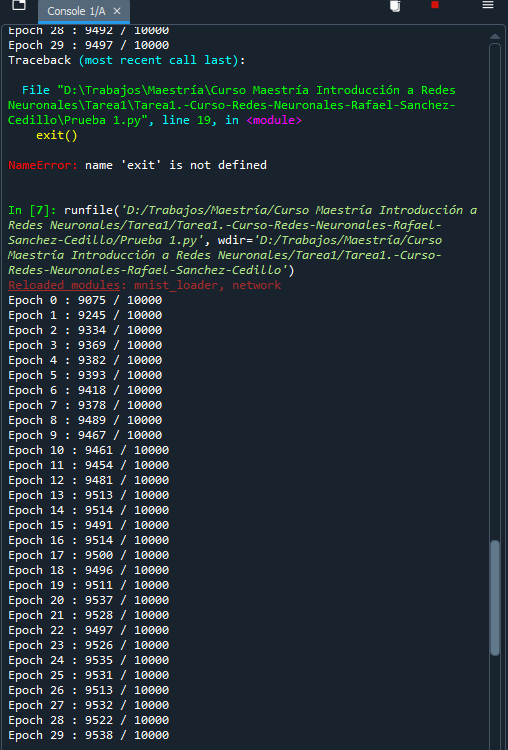 Console 1/A
Epoch 28 : 9492 / 10000
Epoch 29 : 9497 / 10000
Traceback (most recent call last):
File "D:\Trabajos\Maestría\Curso Maestría Introducción a Redes
Neuronales\Tarea1\Tarea1.-Curso-Redes-Neuronales-Rafael-Sanchez-
Cedillo\Prueba 1.py", line 19, in <module>
exit()
NameError: name 'exit' is not defined
In [7]: runfile('D:/Trabajos/Maestría/Curso Maestría Introducción a
Redes Neuronales/Tarea1/Tarea1.-Curso-Redes-Neuronales-Rafael-
Sanchez-Cedillo/Prueba 1.py', wdir='D:/Trabajos/Maestría/Curso
Maestría Introducción a Redes Neuronales/Tarea1/Tarea1.-Curso-
Redes-Neuronales-Rafael-Sanchez-Cedillo')
Reloaded modules: mnist_loader, network
Epoch 0 : 9075 / 10000
Epoch 1 : 9245 / 10000
Epoch 2 : 9334 / 10000
Epoch 3 : 9369 / 10000
Epoch 4 : 9382 / 10000
Epoch 5 : 9393 / 10000
Epoch 6 : 9418 / 10000
Epoch 7 : 9378 / 10000
Epoch 8 : 9489 / 10000
Epoch 9 : 9467 / 10000
Epoch 10 : 9461 / 10000
Epoch 11 : 9454 / 10000
Epoch 12 : 9481 / 10000
Epoch 13 : 9513 / 10000
Epoch 14 : 9514 / 10000
Epoch 15 : 9491 / 10000
Epoch 16 : 9514 / 10000
Epoch 17 : 9500 / 10000
Epoch 18 : 9496 / 10000
Epoch 19 : 9511 / 10000
Epoch 20 : 9537 / 10000
Epoch 21 : 9528 / 10000
Epoch 22 : 9497 / 10000
Epoch 23 : 9526 / 10000
Epoch 24 : 9535 / 10000
Epoch 25 : 9531 / 10000
Epoch 26 : 9513 / 10000
Epoch 27 : 9532 / 10000
Epoch 28 : 9522 / 10000
Epoch 29 : 9538 / 10000